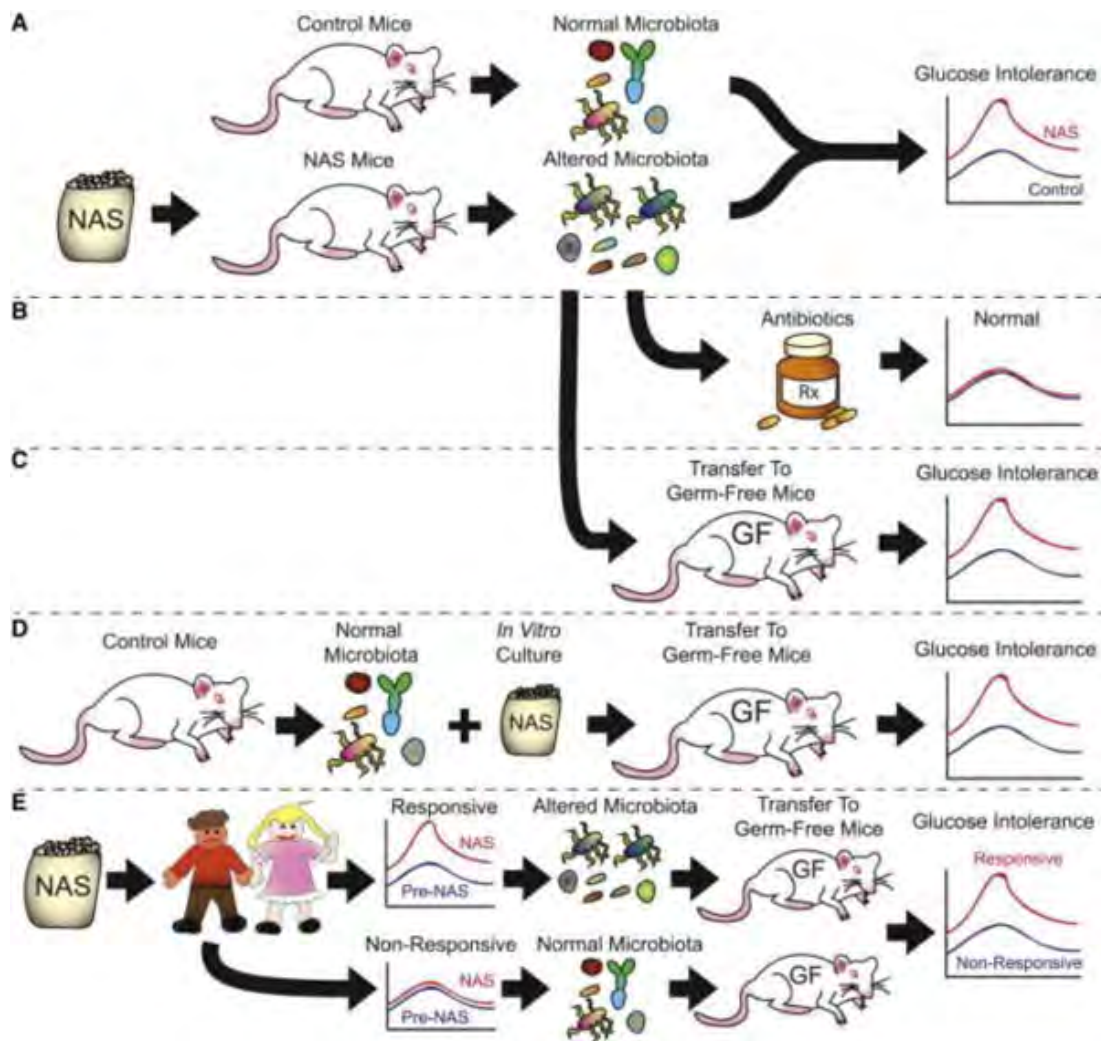 A
Control Mice
Normal Microbiota
Glucose Intolerance
NAS
Control
NAS
NAS Mice
Altered Microbiota
B
Antibiotics
Rx
Normal
C
Transfer To
Germ-Free Mice
GF
Glucose Intolerance
D
Control Mice
Normal
Microbiota
In Vitro
Culture
+
NAS
Transfer To
Germ-Free Mice
GF
Glucose Intolerance
E
NAS
Responsive
NAS
Pre-NAS
Altered Microbiota
Transfer To
Germ-Free Mice
GF
Glucose Intolerance
Responsive
Non-Responsive
Non-Responsive
NAS
Pre-NAS
Normal Microbiota
GF